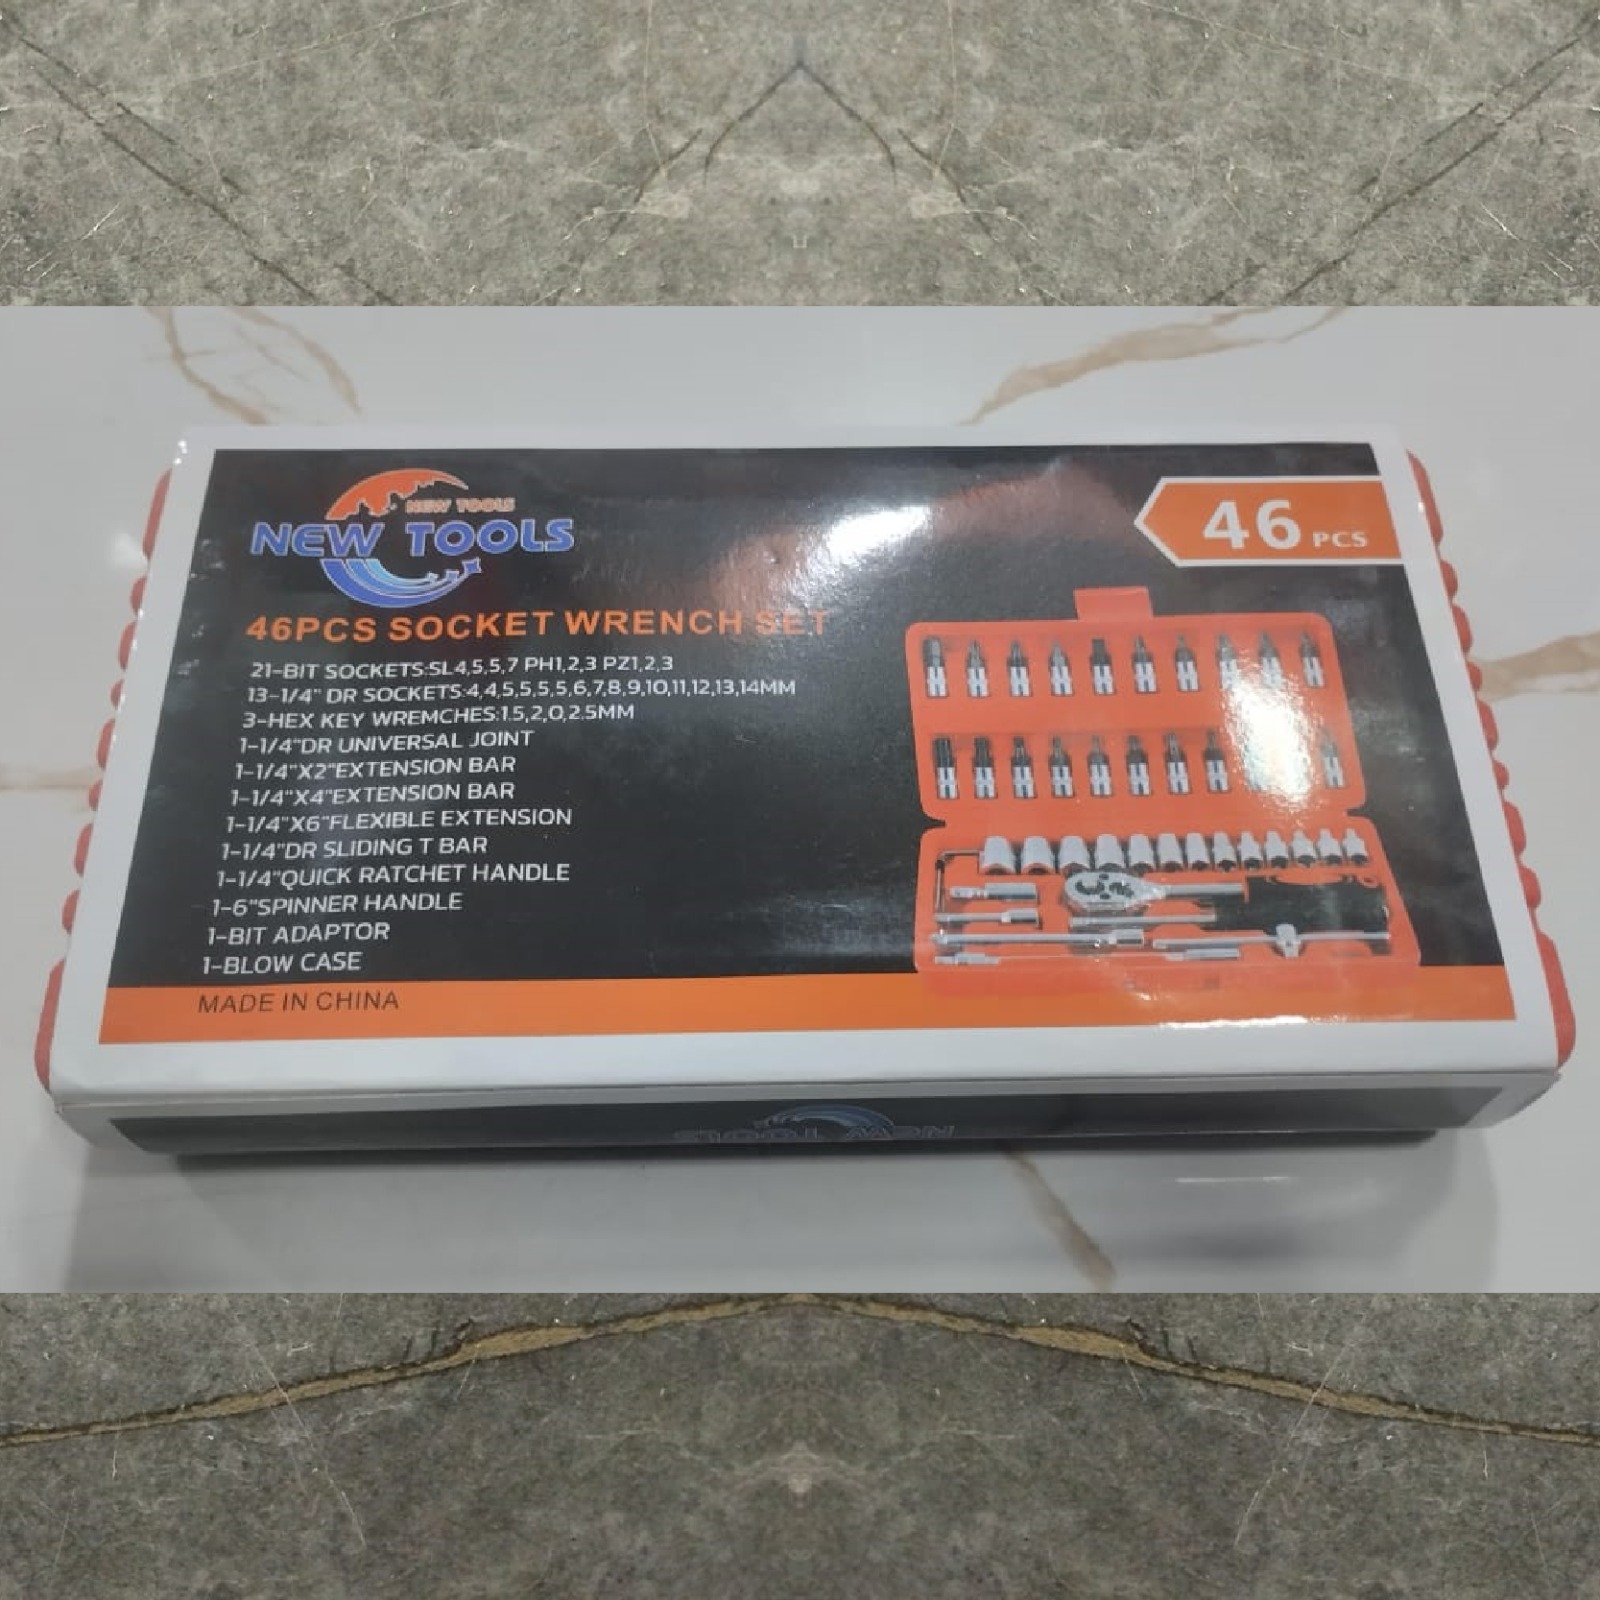 NEW TOOLS
NEW TOOLS
46 PCS
46PCS SOCKET WRENCH SET
21-BIT SOCKETS:SL4,5.5,7 PH1,2,3 PZ1,2,3
13-1/4" DR SOCKETS:4,4.5,5,5.5,6,7,8,9,10,11,12,13,14MM
3-HEX KEY WREMCHES:1.5,2,0,2.5MM
1-1/4"DR UNIVERSAL JOINT
1-1/4"X2"EXTENSION BAR
1-1/4"X4"EXTENSION BAR
1-1/4"X6"FLEXIBLE EXTENSION
1-1/4"DR SLIDING T BAR
1-1/4"QUICK RATCHET HANDLE
1-6"SPINNER HANDLE
1-BIT ADAPTOR
1-BLOW CASE
MADE IN CHINA
NEW TOOLS